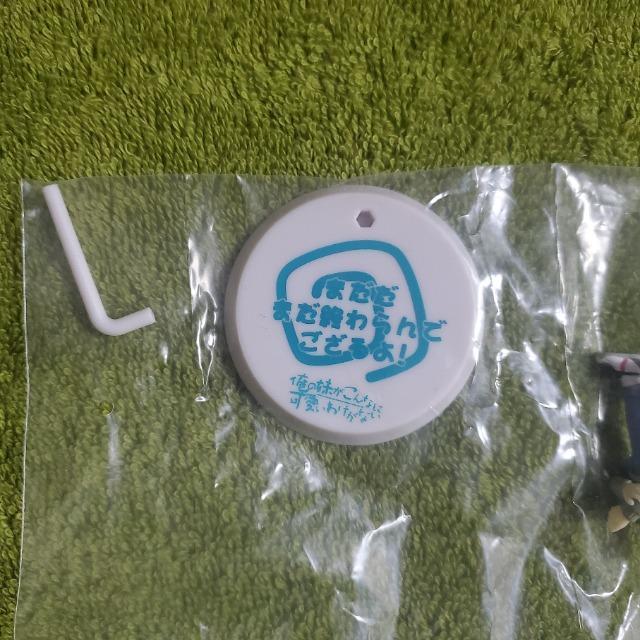 まだだ
まだ終わらんで
ござるよ！
俺の妹がこんなに
可愛いわけがない